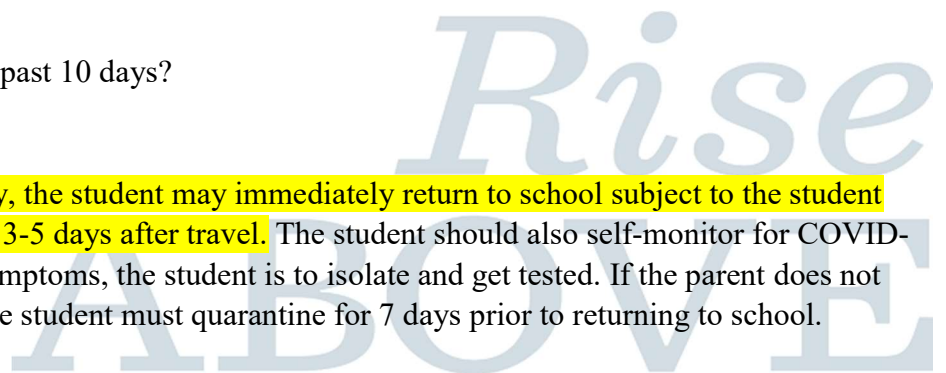 past 10 days?
Rise
y, the student may immediately return to school subject to the student
3-5 days after travel. The student should also self-monitor for COVID-
mptoms, the student is to isolate and get tested. If the parent does not
e student must quarantine for 7 days prior to returning to school.
ABOVE